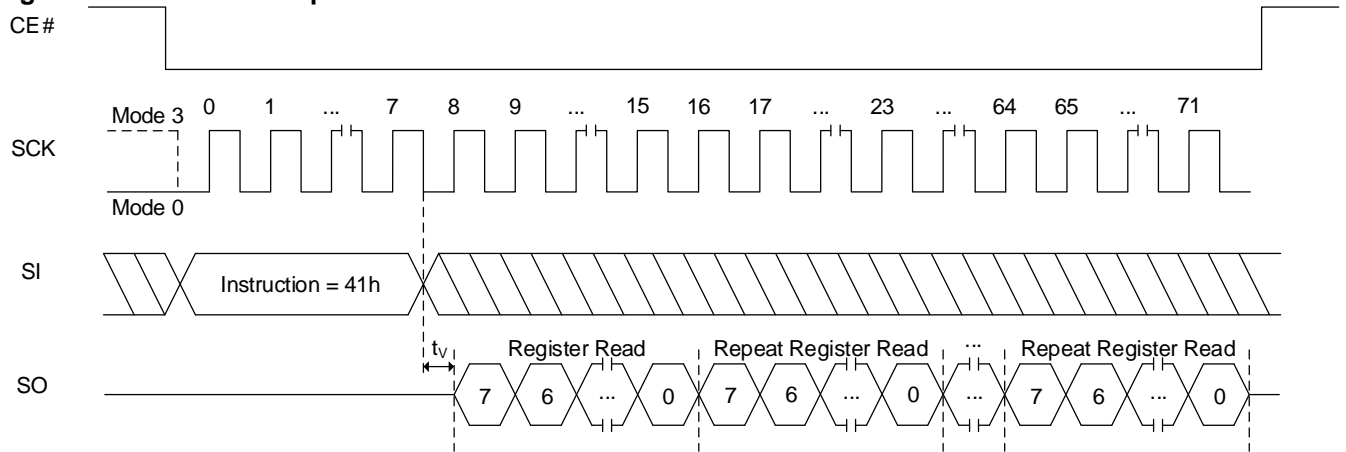 CE#
Mode 3
0 1 ... 7 8 9 ... 15 16 17 ... 23 ... 64 65 ... 71
SCK
Mode 0
SI
Instruction = 41h
tV
Register Read Repeat Register Read ... Repeat Register Read
SO
7 6 ... 0 7 6 ... 0 ... 7 6 ... 0